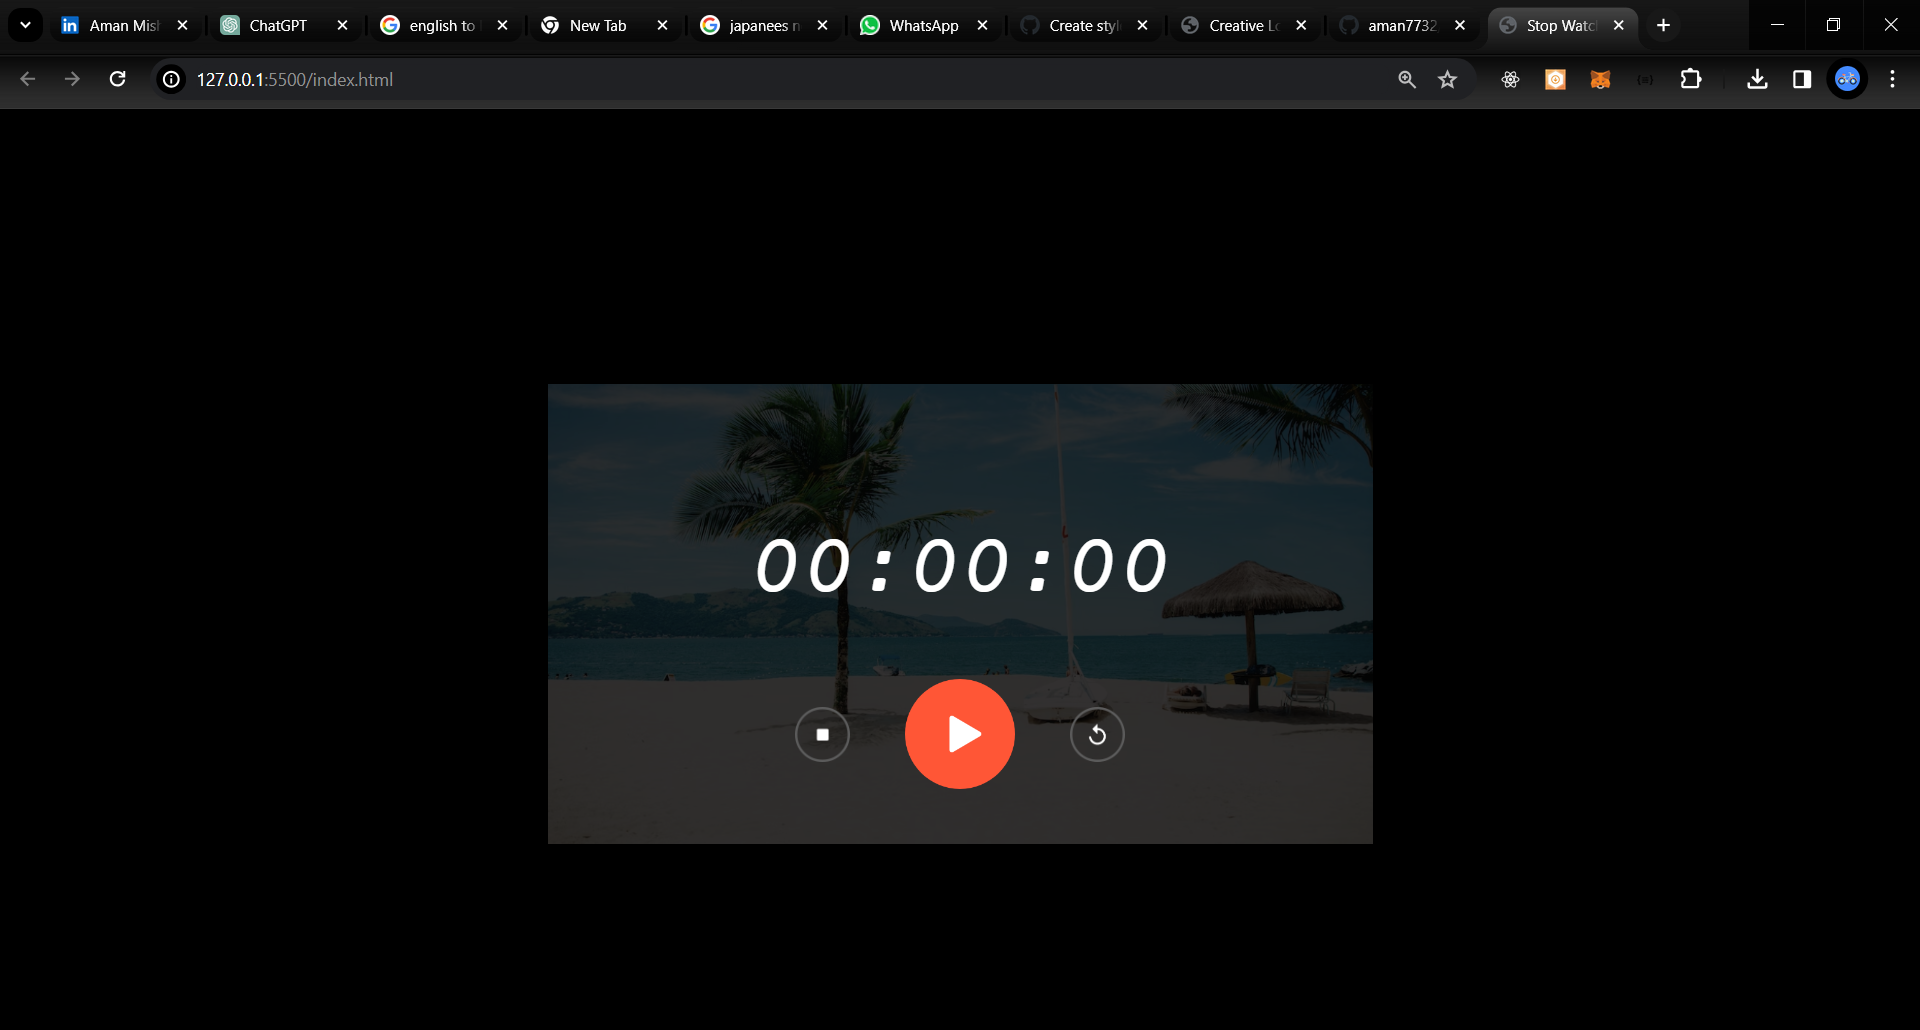 Aman Mish
ChatGPT
english to
New Tab
japanees n
WhatsApp
Create styl
Creative Lo
aman7732
Stop Watc
127.0.0.1:5500/index.html
00:00:00